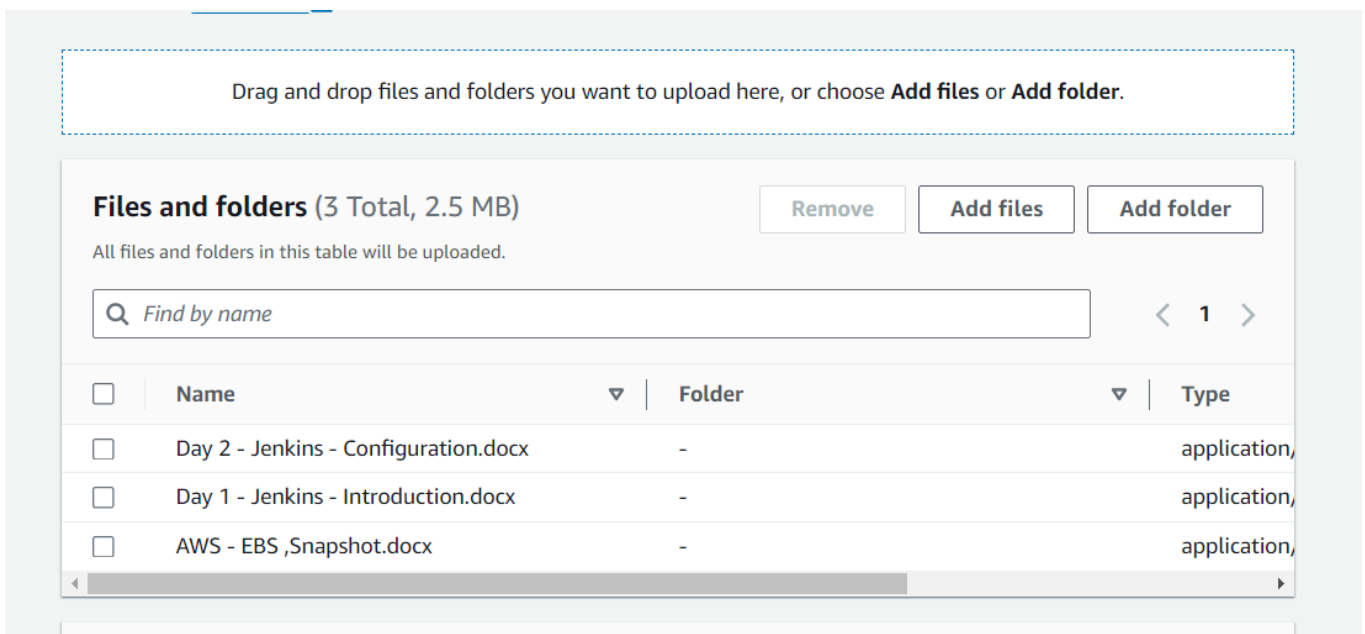 Drag and drop files and folders you want to upload here, or choose Add files or Add folder.
Files and folders (3 Total, 2.5 MB)
Remove
Add files
Add folder
All files and folders in this table will be uploaded.
Find by name
1
Name
Folder
Type
Day 2 - Jenkins - Configuration.docx
-
application/
Day 1 - Jenkins - Introduction.docx
-
application/
AWS - EBS ,Snapshot.docx
-
application/